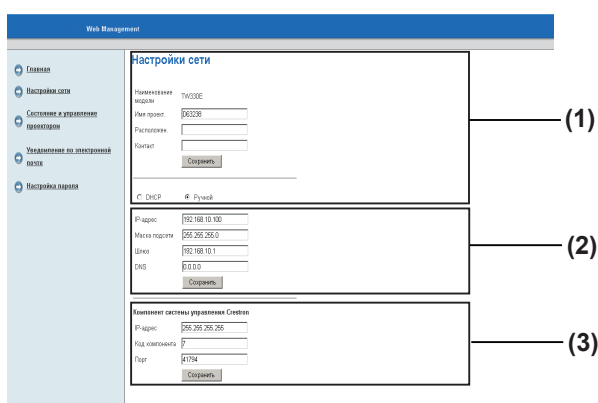 Web Management
Главная
Настройки сети
Состояние и управление
проектором
Уведомление по электронной
почте
Настройка пароля
Настройки сети
Наименование
модели
TW330E
Имя проект.
D63238
Расположен.
Контакт
Сохранить
DHCP
Ручной
(1)
IP-адрес
192.168.10.100
Маска подсети
255.255.255.0
Шлюз
192.168.10.1
DNS
0.0.0.0
Сохранить
(2)
Компонент системы управления Crestron
IP-адрес
255.255.255.255
Код компонента
7
Порт
41794
Сохранить
(3)